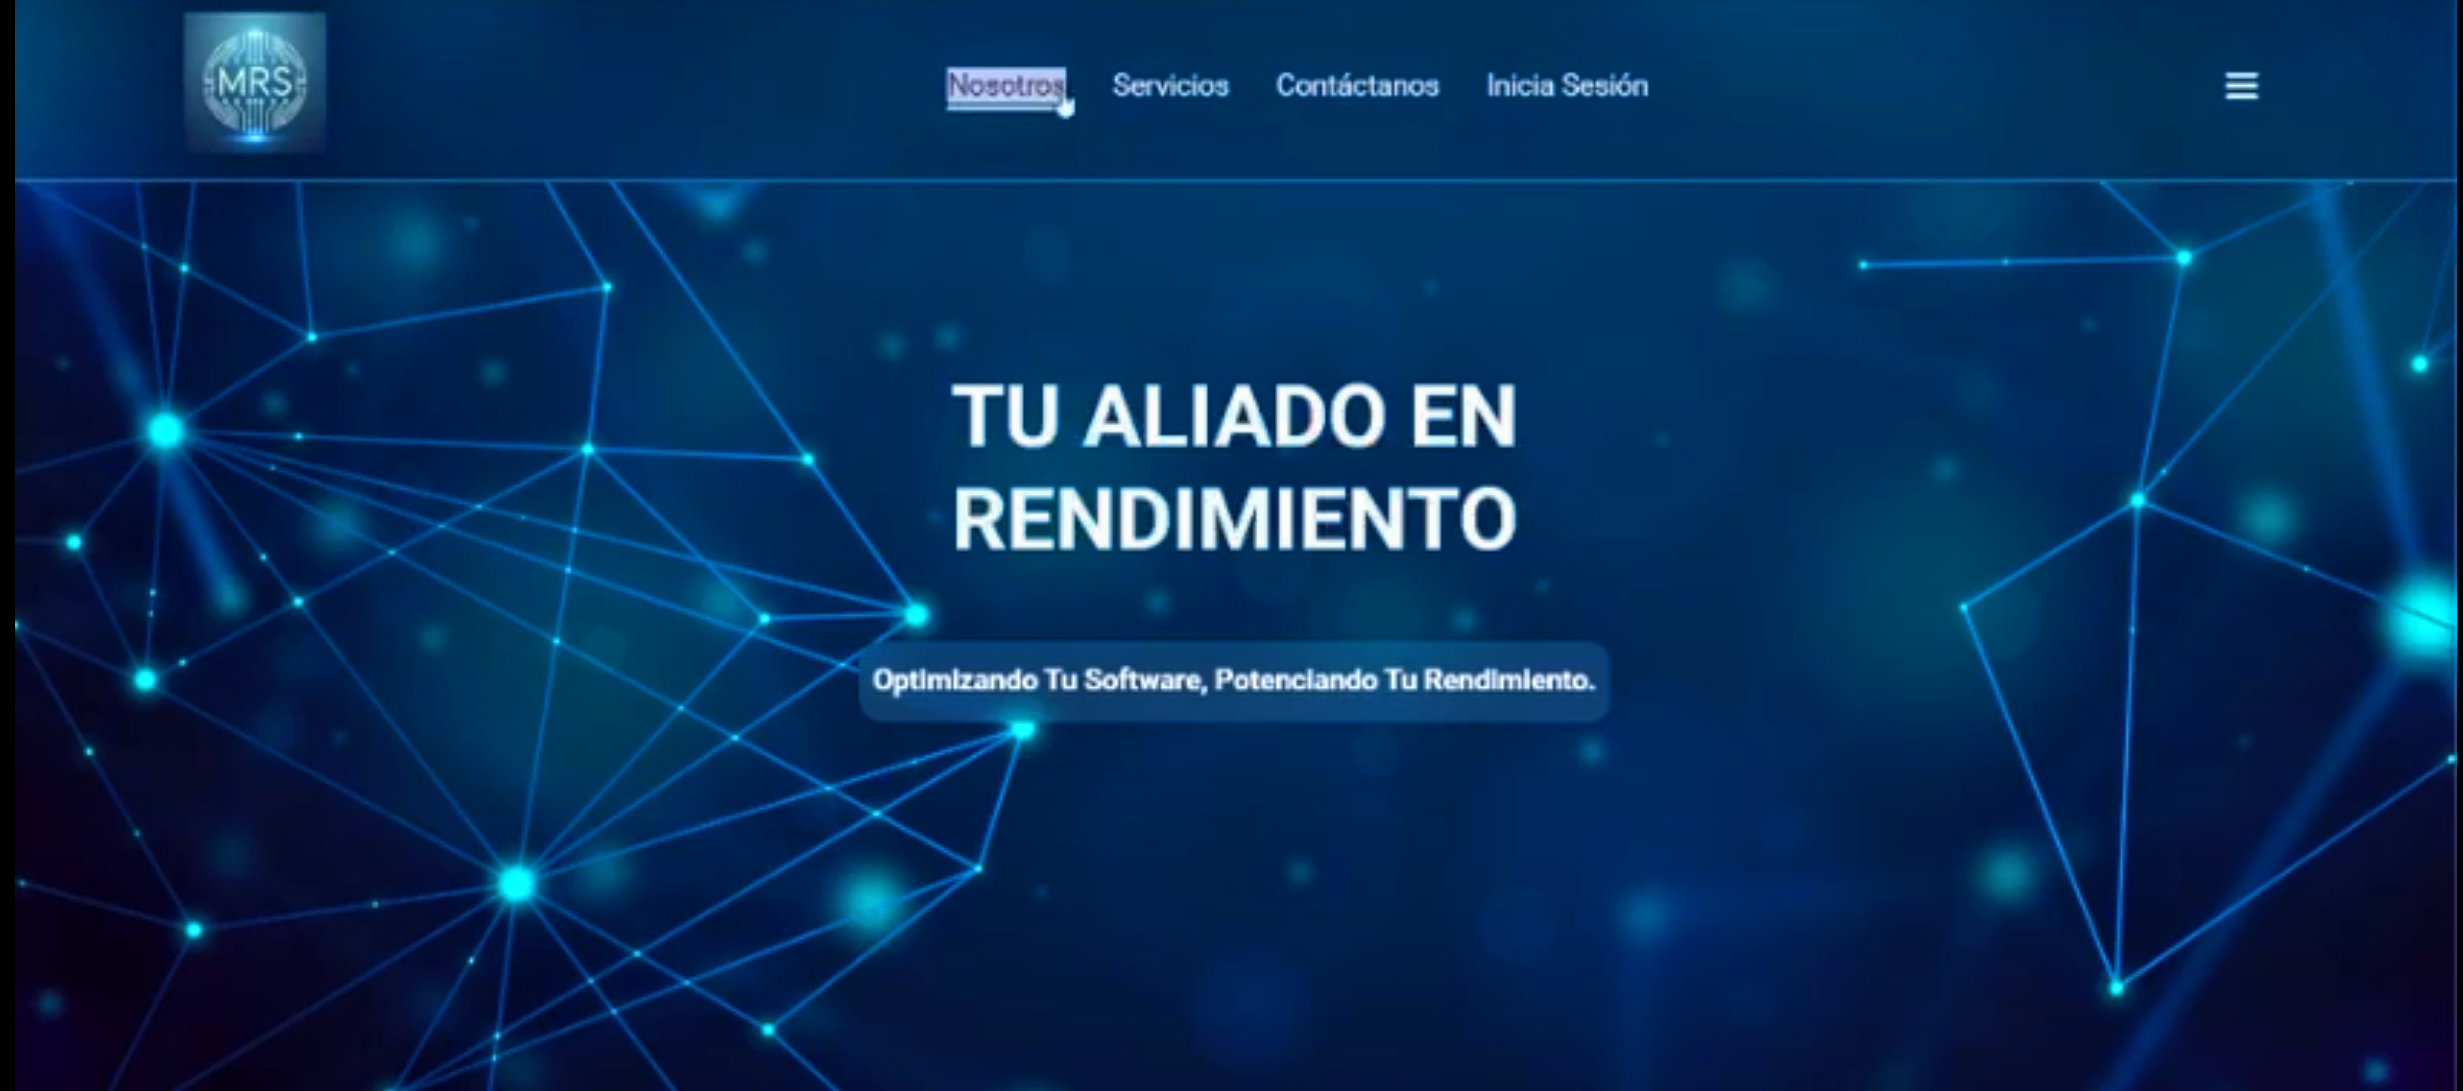 MRS
Nosotros Servicios Contáctanos Inicia Sesión
TU ALIADO EN
RENDIMIENTO
Optimizando Tu Software, Potenciando Tu Rendimiento.